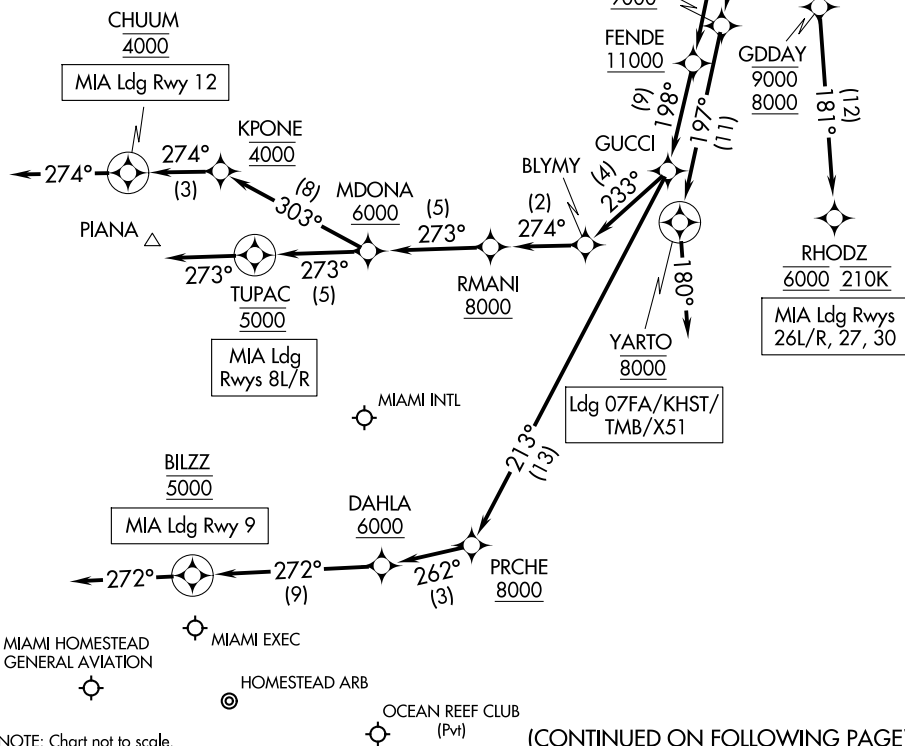 CHUUM
4000
MIA Ldg Rwy 12
9000
FENDE
11000
GDDAY
9000
8000
(9)
198°
197°
(11)
181°
(12)
KPONE
4000
274°
274°
(3)
GUCCI
BLYMY
(4)
233°
(8)
303°
MDONA
6000
(5)
273°
(2)
274°
PIANA
273°
273°
(5)
TUPAC
5000
MIA Ldg
Rwys 8L/R
RMANI
8000
180°
YARTO
8000
Ldg 07FA/KHST/
TMB/X51
RHODZ
6000 210K
MIA Ldg Rwys
26L/R, 27, 30
MIAMI INTL
213°
(13)
BILZZ
5000
MIA Ldg Rwy 9
DAHLA
6000
272°
272°
(9)
262°
(3)
PRCHE
8000
MIAMI EXEC
MIAMI HOMESTEAD
GENERAL AVIATION
HOMESTEAD ARB
OCEAN REEF CLUB
(Pvt)
NOTE: Chart not to scale.
(CONTINUED ON FOLLOWING PAGE)